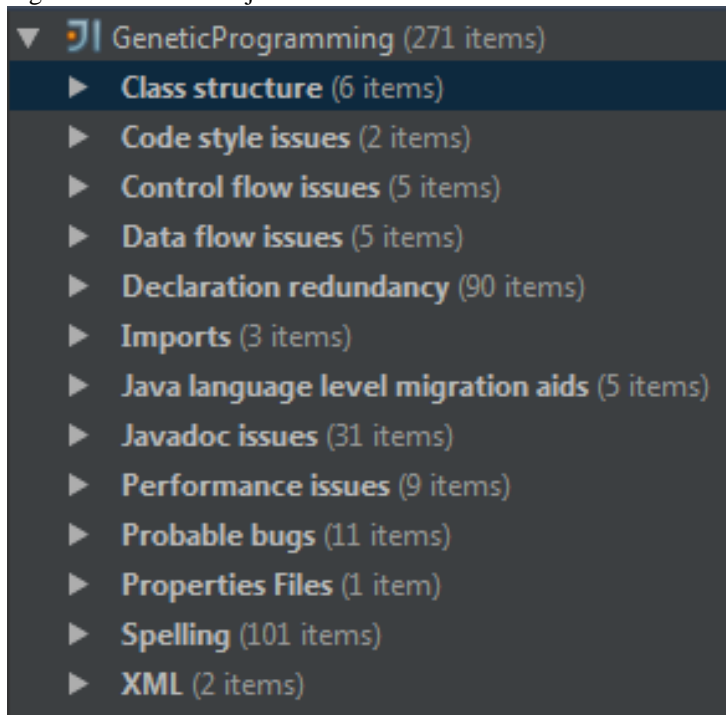 GeneticProgramming (271 items)
Class structure (6 items)
Code style issues (2 items)
Control flow issues (5 items)
Data flow issues (5 items)
Declaration redundancy (90 items)
Imports (3 items)
Java language level migration aids (5 items)
Javadoc issues (31 items)
Performance issues (9 items)
Probable bugs (11 items)
Properties Files (1 item)
Spelling (101 items)
XML (2 items)